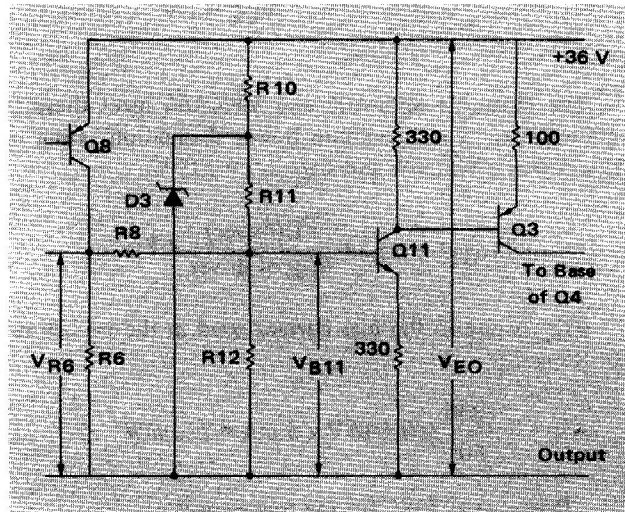 +36 V
R10
330
100
Q8
D3
R11
R8
Q11
Q3
To Base
of Q4
VR6
R6
R12
VB11
330
VEO
Output